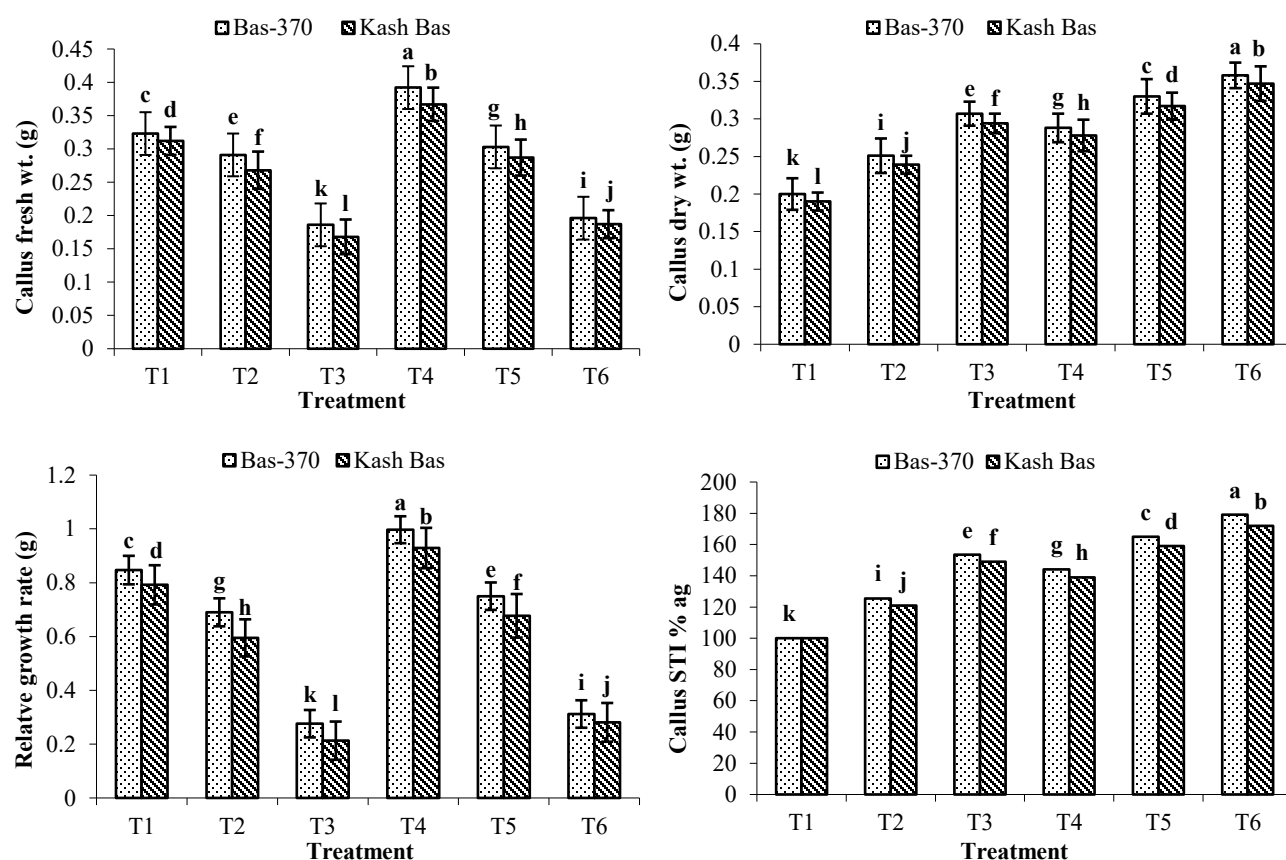 Bas-370 Kash Bas
Callus fresh wt. (g)
0.45
0.4
0.35
0.3
0.25
0.2
0.15
0.1
0.05
0
c d e f k l a b g h i j
T1 T2 T3 T4 T5 T6
Treatment
Bas-370 Kash Bas
Callus dry wt. (g)
0.4
0.35
0.3
0.25
0.2
0.15
0.1
0.05
0
k l i j e f g h c d a b
T1 T2 T3 T4 T5 T6
Treatment
Bas-370 Kash Bas
Relatve growth rate (g)
1.2
1
0.8
0.6
0.4
0.2
0
c d g h k l a b e f i j
T1 T2 T3 T4 T5 T6
Treatment
Bas-370 Kash Bas
Callus STI % ag
200
180
160
140
120
100
80
60
40
20
0
k i j e f g h c d a b
T1 T2 T3 T4 T5 T6
Treatment